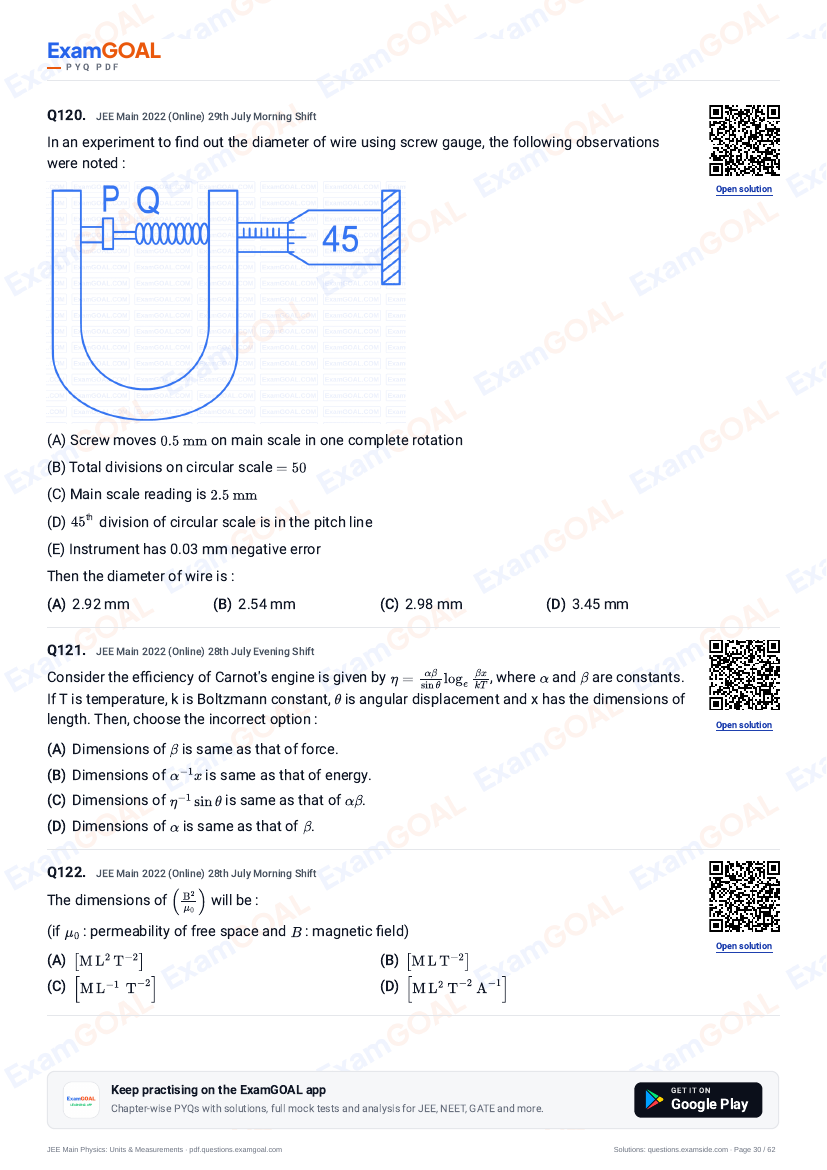 ExamGOAL
PYQ PDF
Q120. JEE Main 2022 (Online) 29th July Morning Shift
In an experiment to find out the diameter of wire using screw gauge, the following observations
were noted :
Open solution
P Q
45
(A) Screw moves 0.5 mm on main scale in one complete rotation
(B) Total divisions on circular scale = 50
(C) Main scale reading is 2.5 mm
(D) 45th division of circular scale is in the pitch line
(E) Instrument has 0.03 mm negative error
Then the diameter of wire is :
(A) 2.92 mm (B) 2.54 mm (C) 2.98 mm (D) 3.45 mm
Q121. JEE Main 2022 (Online) 28th July Evening Shift
Consider the efficiency of Carnot's engine is given by η = αβ/sin θ log_e βx/kT, where α and β are constants.
If T is temperature, k is Boltzmann constant, θ is angular displacement and x has the dimensions of
length. Then, choose the incorrect option :
Open solution
(A) Dimensions of β is same as that of force.
(B) Dimensions of α⁻¹x is same as that of energy.
(C) Dimensions of η⁻¹ sin θ is same as that of αβ.
(D) Dimensions of α is same as that of β.
Q122. JEE Main 2022 (Online) 28th July Morning Shift
The dimensions of (B²/μ₀) will be :
(if μ₀ : permeability of free space and B : magnetic field)
Open solution
(A) [M L² T⁻²] (B) [M L T⁻²]
(C) [M L⁻¹ T⁻²] (D) [M L² T⁻² A⁻¹]
Keep practising on the ExamGOAL app
Chapter-wise PYQs with solutions, full mock tests and analysis for JEE, NEET, GATE and more.
GET IT ON
Google Play
JEE Main Physics: Units & Measurements · pdf.questions.examgoal.com
Solutions: questions.examside.com · Page 30 / 62